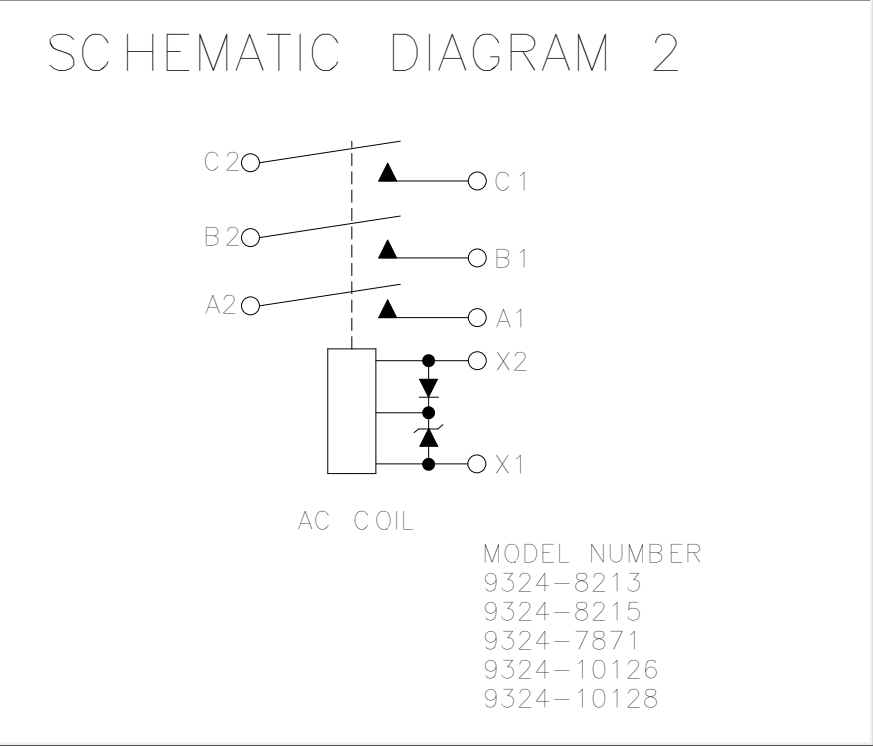 SCHEMATIC DIAGRAM 2
C2
C1
B2
B1
A2
A1
X2
X1
AC COIL
MODEL NUMBER
9324-8213
9324-8215
9324-7871
9324-10126
9324-10128